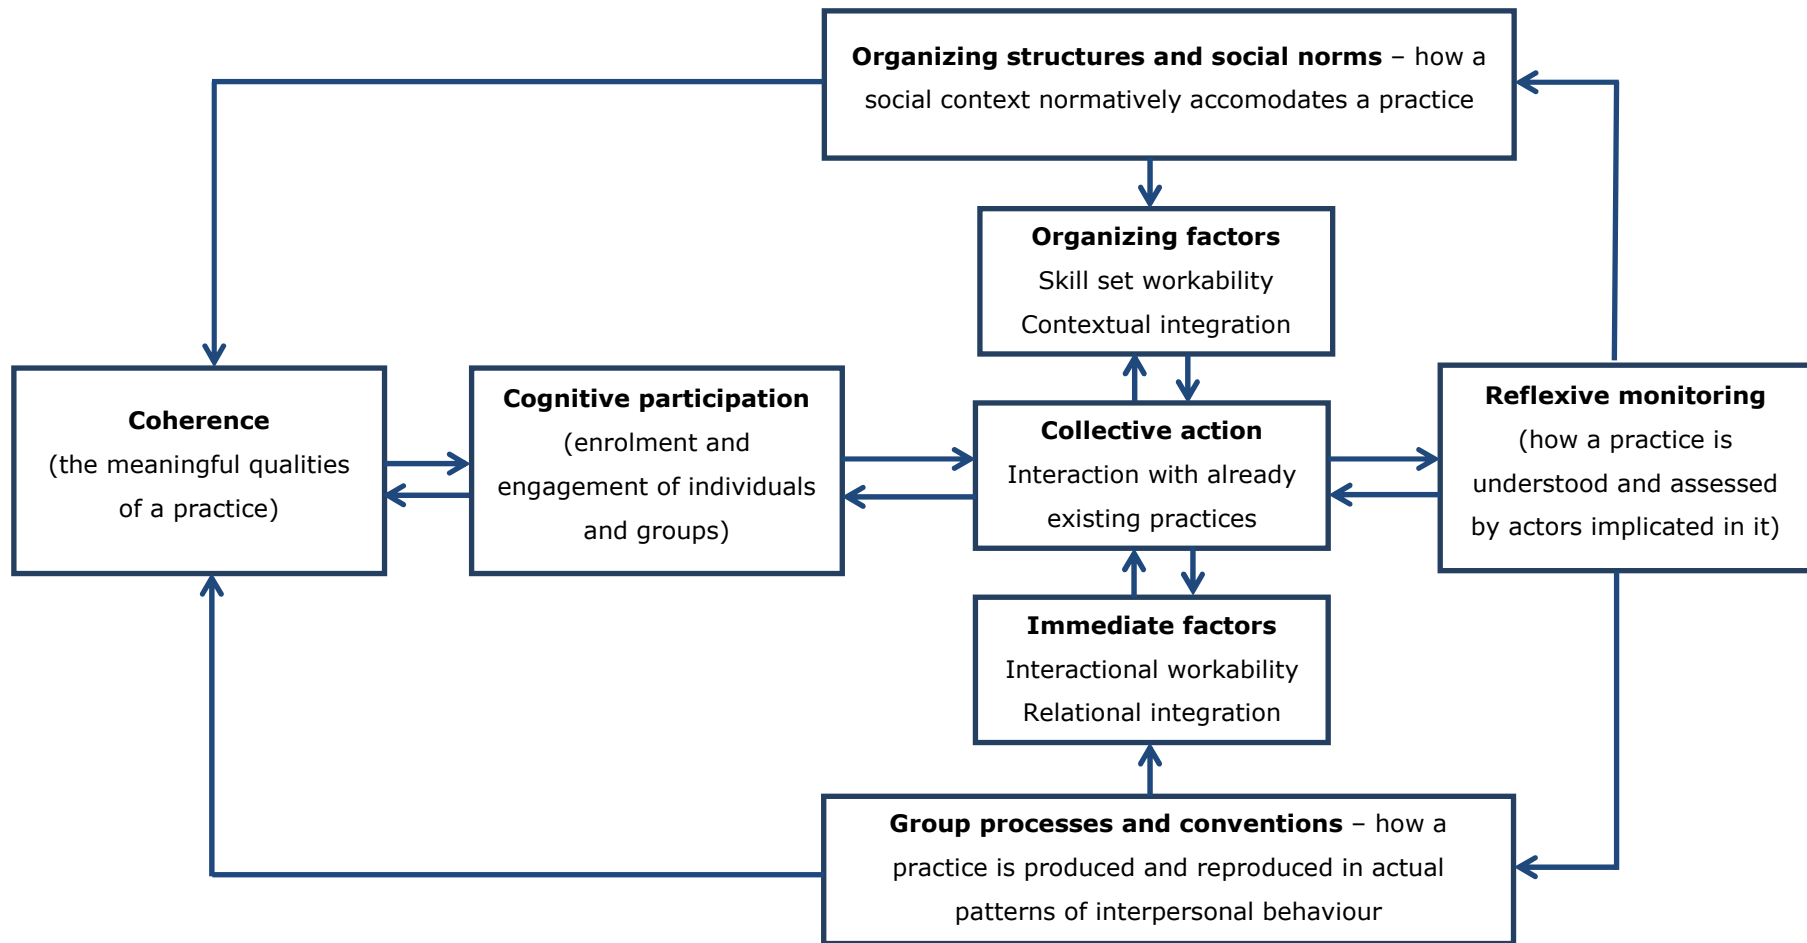 Organizing structures and social norms – how a
social context normatively accomodates a practice
Organizing factors
Skill set workability
Contextual integration
Coherence
(the meaningful qualities
of a practice)
Cognitive participation
(enrolment and
engagement of individuals
and groups)
Collective action
Interaction with already
existing practices
Reflexive monitoring
(how a practice is
understood and assessed
by actors implicated in it)
Immediate factors
Interactional workability
Relational integration
Group processes and conventions – how a
practice is produced and reproduced in actual
patterns of interpersonal behaviour